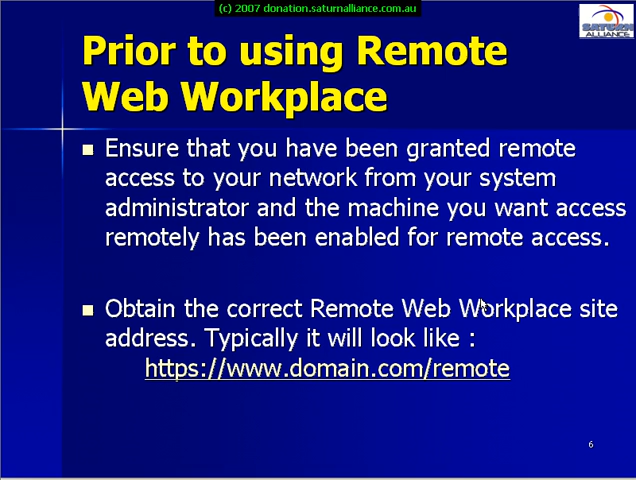 (c) 2007 donation.saturnalliance.com.au
SATURN
ALLIANCE
Prior to using Remote
Web Workplace
Ensure that you have been granted remote
access to your network from your system
administrator and the machine you want access
remotely has been enabled for remote access.
Obtain the correct Remote Web Workplace site
address. Typically it will look like :
https://www.domain.com/remote
6